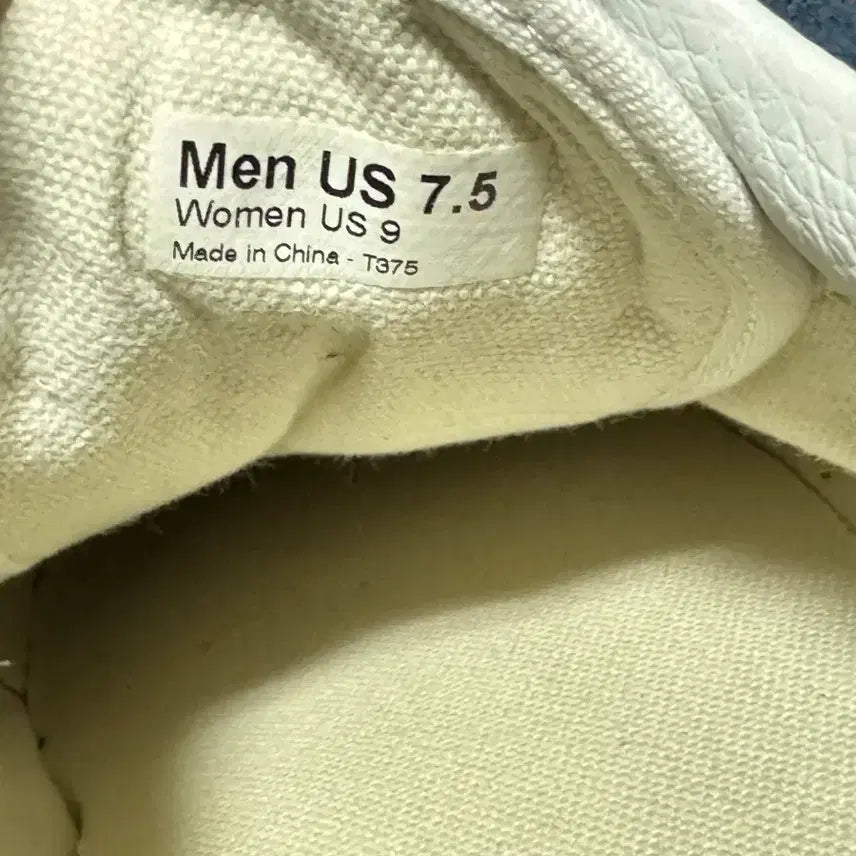 Men US 7.5
Women US 9
Made in China - T375